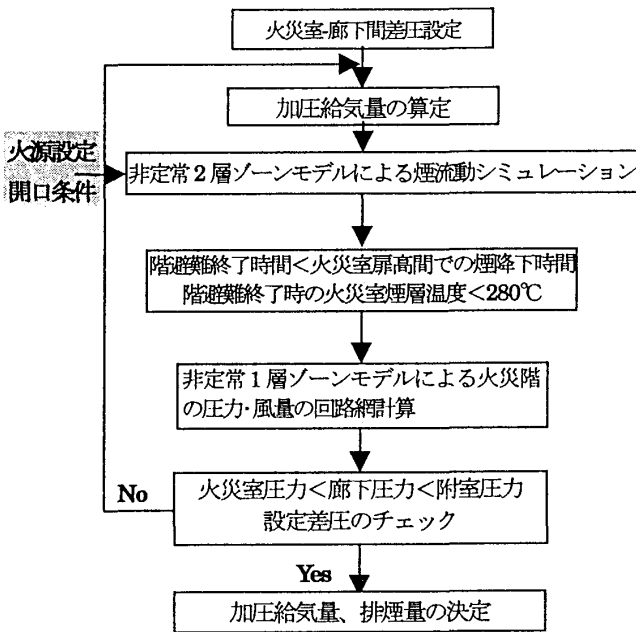 火災室-廊下間差圧設定
加圧給気量の算定
火源設定
開口条件
非定常2層ゾーンモデルによる煙流動シミュレーション
階避難終了時間<火災室扉高間での煙降下時間
階避難終了時の火災室煙層温度<280℃
非定常1層ゾーンモデルによる火災階
の圧力・風量の回路網計算
No
火災室圧力<廊下圧力<附室圧力
設定差圧のチェック
Yes
加圧給気量、排煙量の決定